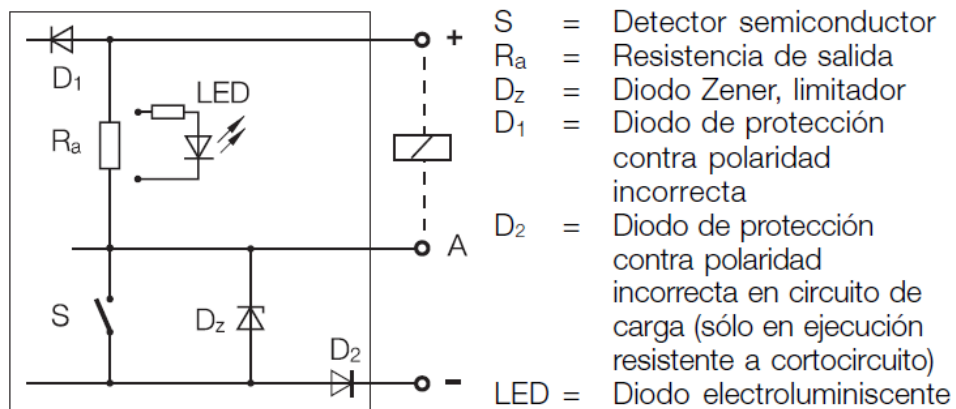 +
D1
LED
Ra
A
S
Dz
D2
-
S = Detector semiconductor
Ra = Resistencia de salida
Dz = Diodo Zener, limitador
D1 = Diodo de protección
contra polaridad
incorrecta
D2 = Diodo de protección
contra polaridad
incorrecta en circuito de
carga (sólo en ejecución
resistente a cortocircuito)
LED = Diodo electroluminiscente